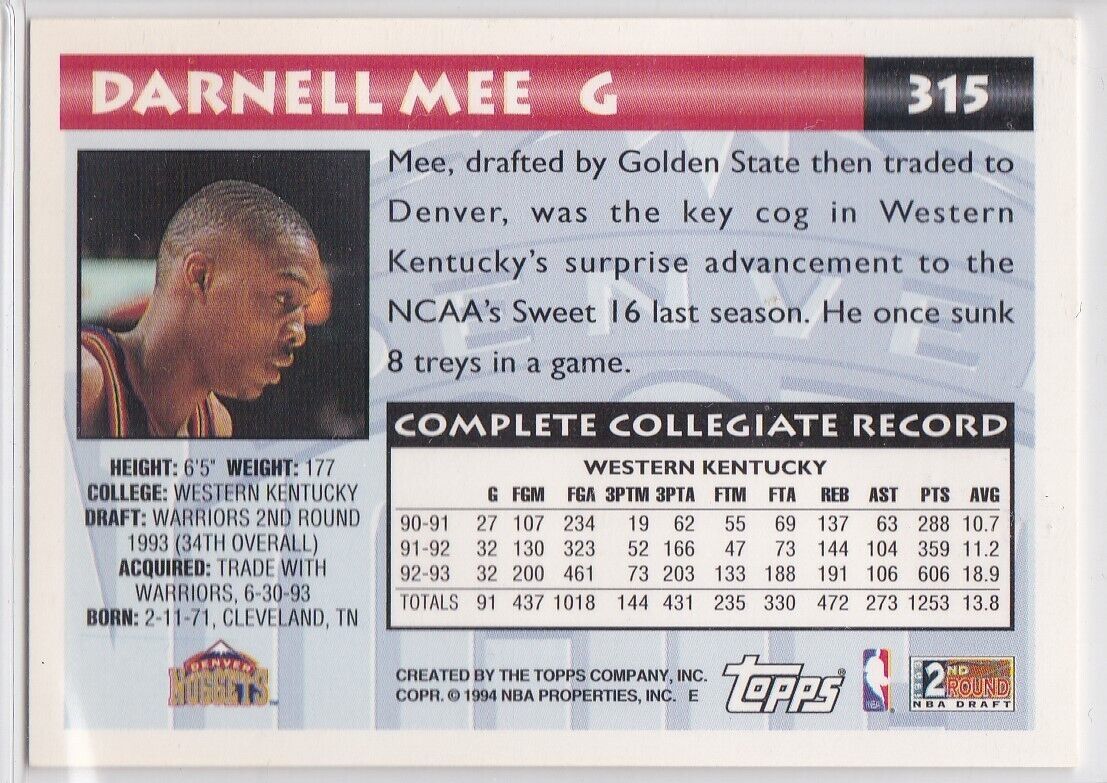 DARNELL MEE G 315
Mee, drafted by Golden State then traded to
Denver, was the key cog in Western
Kentucky's surprise advancement to the
NCAA's Sweet 16 last season. He once sunk
8 treys in a game.
HEIGHT: 6'5" WEIGHT: 177
COLLEGE: WESTERN KENTUCKY
DRAFT: WARRIORS 2ND ROUND
1993 (34TH OVERALL)
ACQUIRED: TRADE WITH
WARRIORS, 6-30-93
BORN: 2-11-71, CLEVELAND, TN
DENVER
NUGGETS
COMPLETE COLLEGIATE RECORD
WESTERN KENTUCKY
G FGM FGA 3PTM 3PTA FTM FTA REB AST PTS AVG
90-91 27 107 234 19 62 55 69 137 63 288 10.7
91-92 32 130 323 52 166 47 73 144 104 359 11.2
92-93 32 200 461 73 203 133 188 191 106 606 18.9
TOTALS 91 437 1018 144 431 235 330 472 273 1253 13.8
CREATED BY THE TOPPS COMPANY, INC.
COPR. © 1994 NBA PROPERTIES, INC. E
TOPPS ®
NBA
2ND
ROUND
NBA DRAFT
DENVER